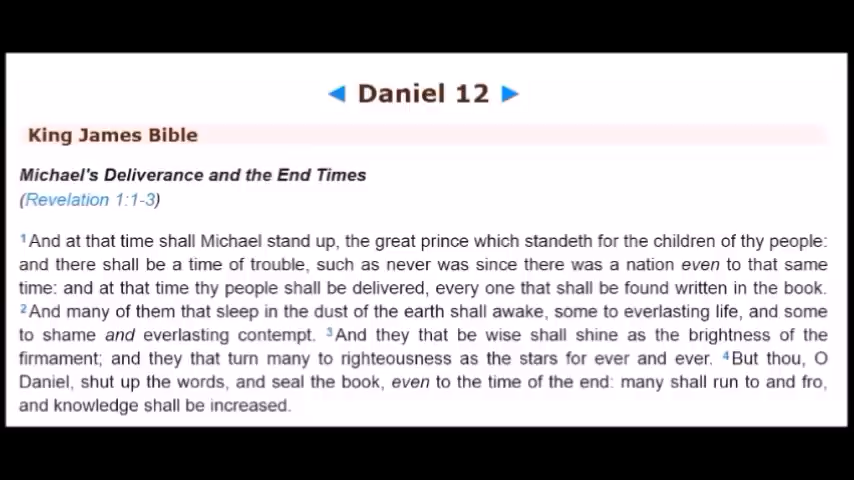 ◄ Daniel 12 ►
King James Bible
Michael's Deliverance and the End Times
(Revelation 1:1-3)
1And at that time shall Michael stand up, the great prince which standeth for the children of thy people:
and there shall be a time of trouble, such as never was since there was a nation even to that same
time: and at that time thy people shall be delivered, every one that shall be found written in the book.
2And many of them that sleep in the dust of the earth shall awake, some to everlasting life, and some
to shame and everlasting contempt. 3And they that be wise shall shine as the brightness of the
firmament; and they that turn many to righteousness as the stars for ever and ever. 4But thou, O
Daniel, shut up the words, and seal the book, even to the time of the end: many shall run to and fro,
and knowledge shall be increased.